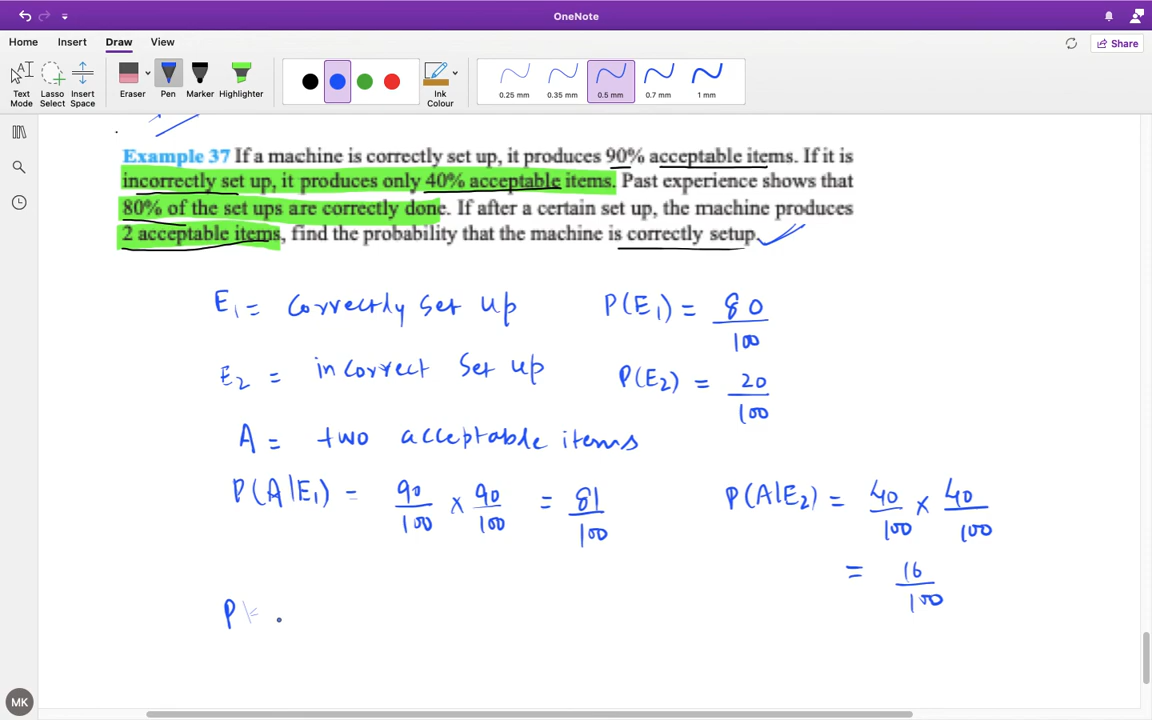 OneNote
Home Insert Draw View
Share
Text Mode
Lasso Select
Insert Space
Eraser
Pen
Marker
Highlighter
Ink Colour
0.25 mm
0.35 mm
0.5 mm
0.7 mm
1 mm
Example 37 If a machine is correctly set up, it produces 90% acceptable items. If it is
incorrectly set up, it produces only 40% acceptable items. Past experience shows that
80% of the set ups are correctly done. If after a certain set up, the machine produces
2 acceptable items, find the probability that the machine is correctly setup.
E₁ = Correctly Set Up P(E₁) = 80/100
E₂ = incorrect Set up P(E₂) = 20/100
A = two acceptable items
P(A|E₁) = 90/100 × 90/100 = 81/100 P(A|E₂) = 40/100 × 40/100
= 16/100
P
MK